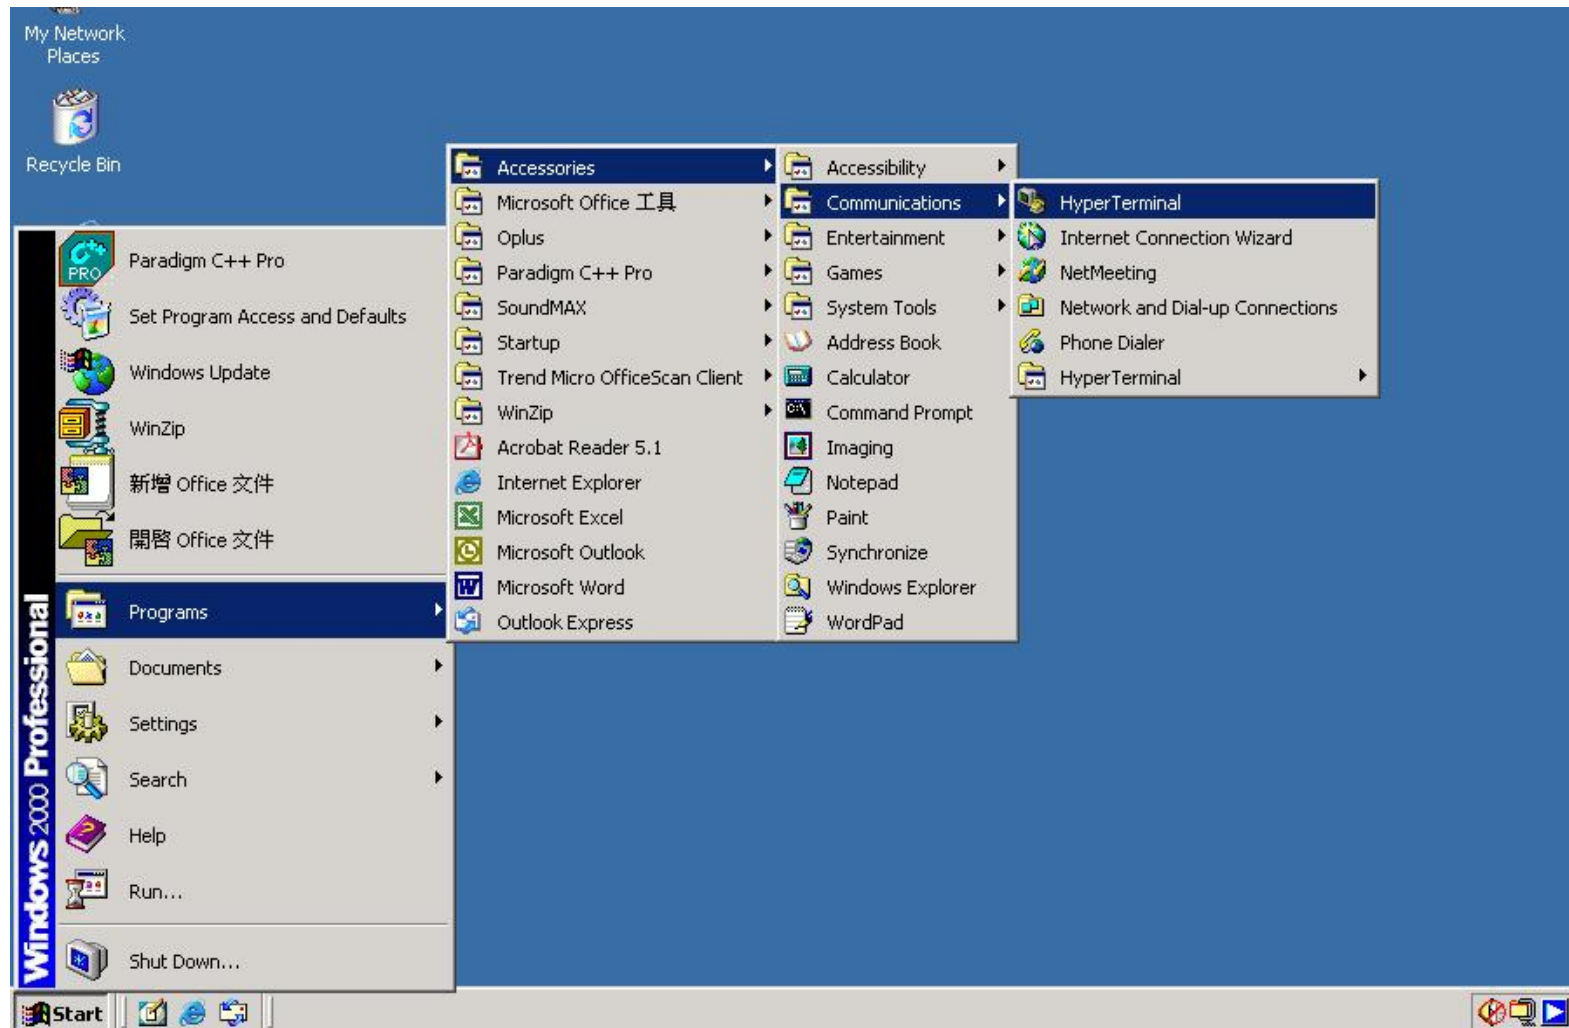 My Network
Places
Recycle Bin
Paradigm C++ Pro
Set Program Access and Defaults
Windows Update
WinZip
新增 Office 文件
開啓 Office 文件
Programs
Documents
Settings
Search
Help
Run...
Shut Down...
Windows 2000 Professional
Accessories
Microsoft Office 工具
Oplus
Paradigm C++ Pro
SoundMAX
Startup
Trend Micro OfficeScan Client
WinZip
Acrobat Reader 5.1
Internet Explorer
Microsoft Excel
Microsoft Outlook
Microsoft Word
Outlook Express
Accessibility
Communications
Entertainment
Games
System Tools
Address Book
Calculator
Command Prompt
Imaging
Notepad
Paint
Synchronize
Windows Explorer
WordPad
HyperTerminal
Internet Connection Wizard
NetMeeting
Network and Dial-up Connections
Phone Dialer
HyperTerminal
Start